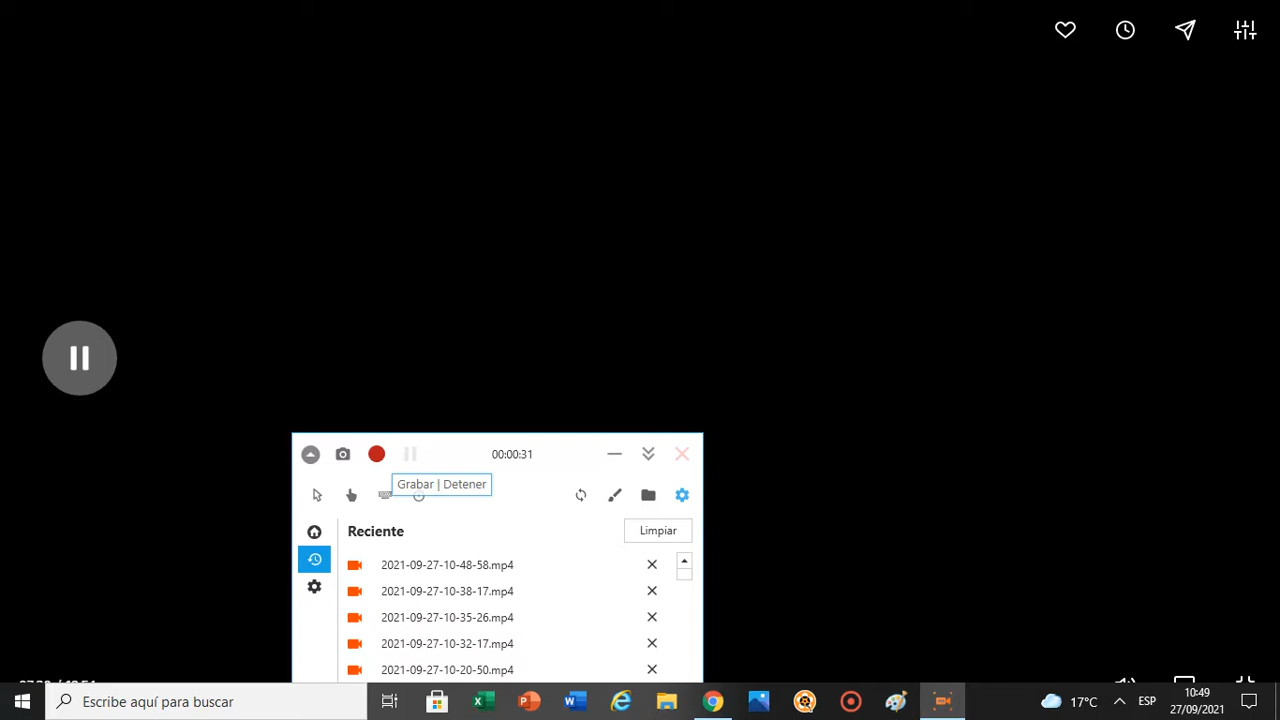 00:00:31
Grabar | Detener
Reciente
Limpiar
2021-09-27-10-48-58.mp4
2021-09-27-10-38-17.mp4
2021-09-27-10-35-26.mp4
2021-09-27-10-32-17.mp4
2021-09-27-10-20-50.mp4
Escribe aquí para buscar
17°C
ESP
10:49
27/09/2021